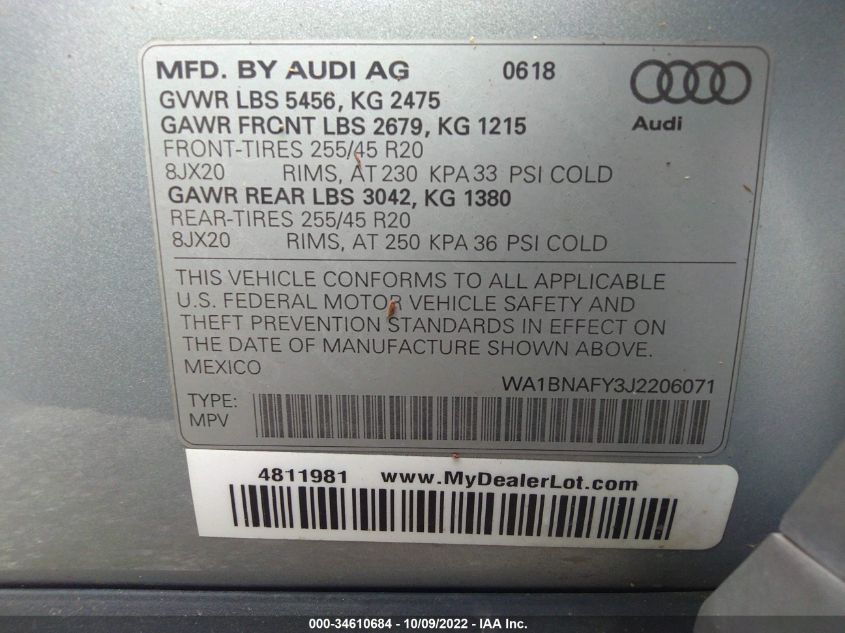 MFD. BY AUDI AG 0618
GVWR LBS 5456, KG 2475
GAWR FRONT LBS 2679, KG 1215
Audi
FRONT-TIRES 255/45 R20
8JX20 RIMS, AT 230 KPA 33 PSI COLD
GAWR REAR LBS 3042, KG 1380
REAR-TIRES 255/45 R20
8JX20 RIMS, AT 250 KPA 36 PSI COLD
THIS VEHICLE CONFORMS TO ALL APPLICABLE
U.S. FEDERAL MOTOR VEHICLE SAFETY AND
THEFT PREVENTION STANDARDS IN EFFECT ON
THE DATE OF MANUFACTURE SHOWN ABOVE.
MEXICO
WA1BNAFY3J2206071
TYPE:
MPV
4811981 www.MyDealerLot.com
000-34610684 - 10/09/2022 - IAA Inc.